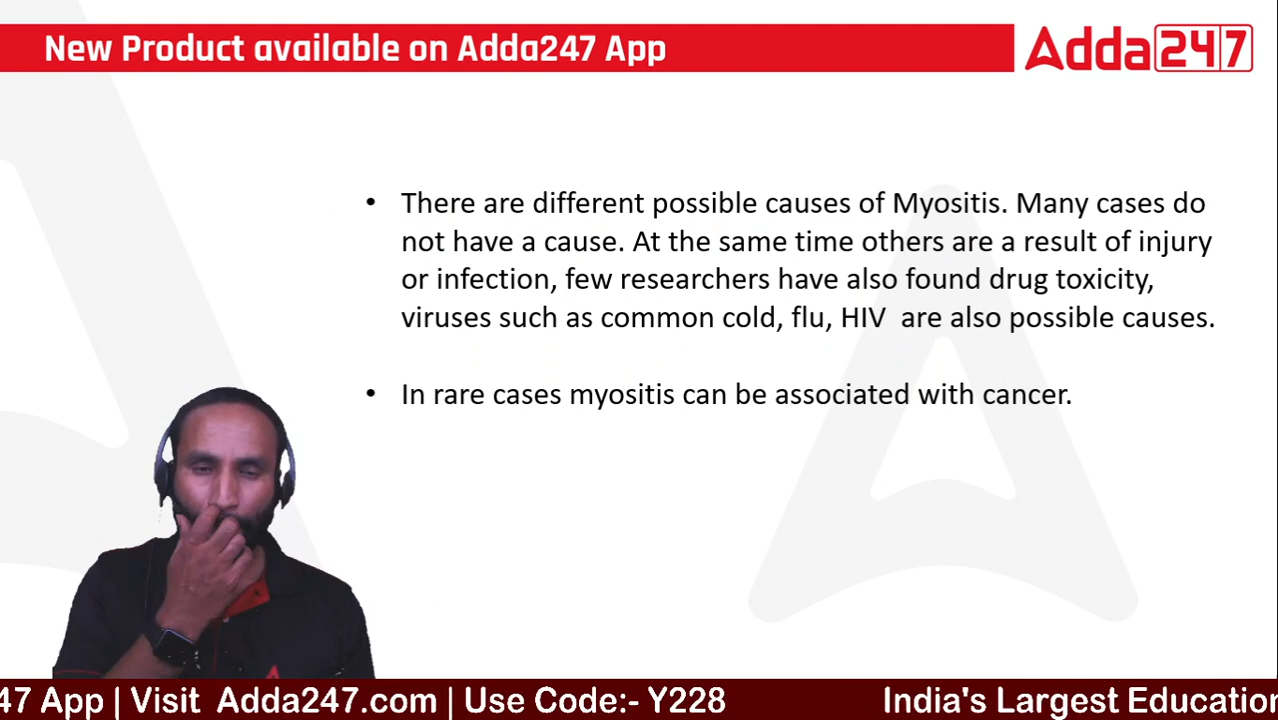 New Product available on Adda247 App
Adda247
• There are different possible causes of Myositis. Many cases do
not have a cause. At the same time others are a result of injury
or infection, few researchers have also found drug toxicity,
viruses such as common cold, flu, HIV  are also possible causes.
• In rare cases myositis can be associated with cancer.
47 App | Visit Adda247.com | Use Code:- Y228 India's Largest Education